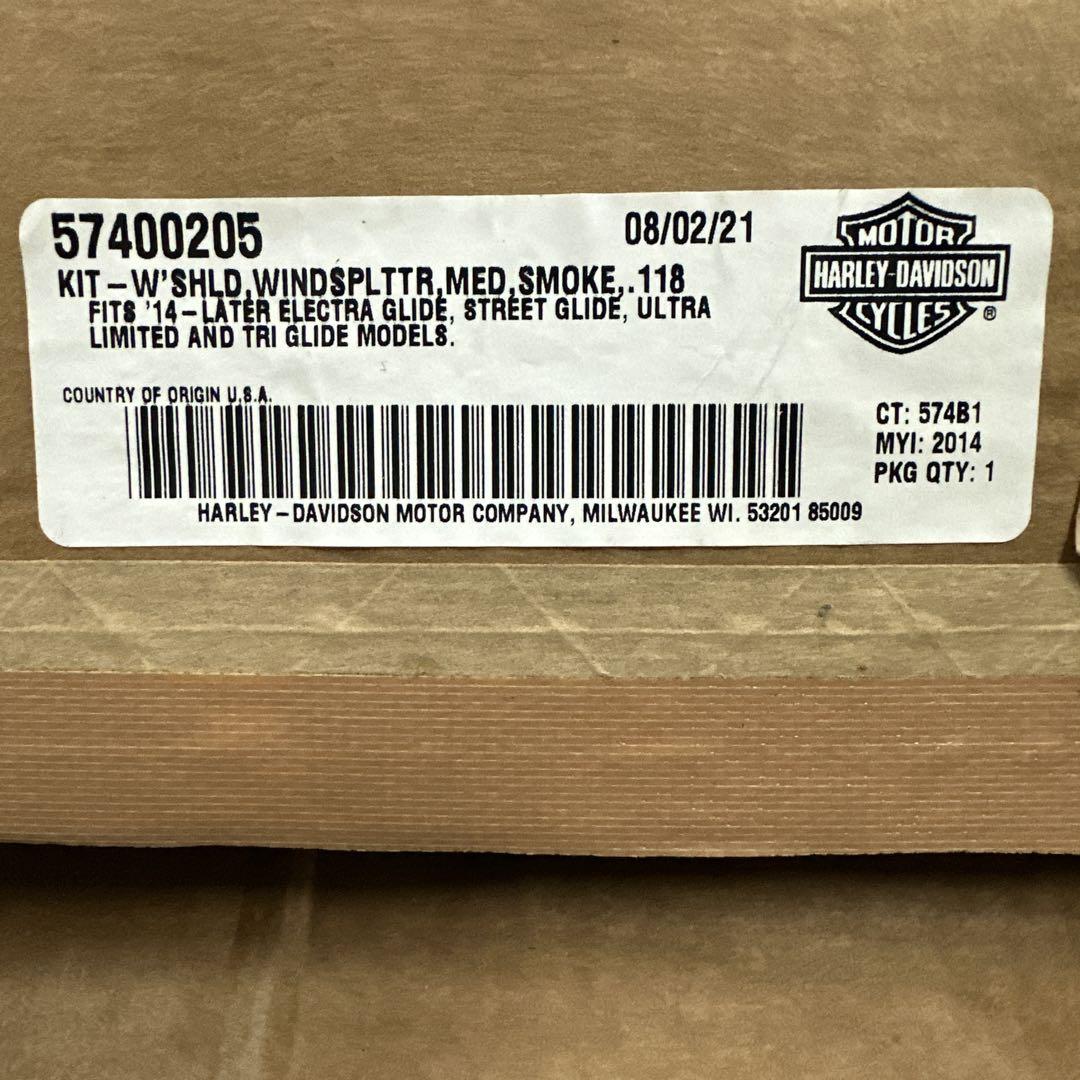 57400205
08/02/21
KIT-W'SHLD,WINDSPLTTR,MED,SMOKE,.118
FITS '14-LATER ELECTRA GLIDE, STREET GLIDE, ULTRA
LIMITED AND TRI GLIDE MODELS.
MOTOR
HARLEY-DAVIDSON
CYCLES
®
COUNTRY OF ORIGIN U.S.A.
CT: 574B1
MYI: 2014
PKG QTY: 1
HARLEY-DAVIDSON MOTOR COMPANY, MILWAUKEE WI. 53201 85009